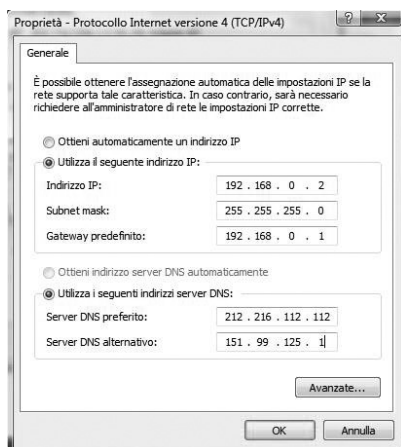 Proprietà - Protocollo Internet versione 4 (TCP/IPv4)
Generale
È possibile ottenere l'assegnazione automatica delle impostazioni IP se la
rete supporta tale caratteristica. In caso contrario, sarà necessario
richiedere all'amministratore di rete le impostazioni IP corrette.
Ottieni automaticamente un indirizzo IP
Utilizza il seguente indirizzo IP:
Indirizzo IP: 192 . 168 . 0 . 2
Subnet mask: 255 . 255 . 255 . 0
Gateway predefinito: 192 . 168 . 0 . 1
Ottieni indirizzo server DNS automaticamente
Utilizza i seguenti indirizzi server DNS:
Server DNS preferito: 212 . 216 . 112 . 112
Server DNS alternativo: 151 . 99 . 125 . 1
Avanzate...
OK Annulla